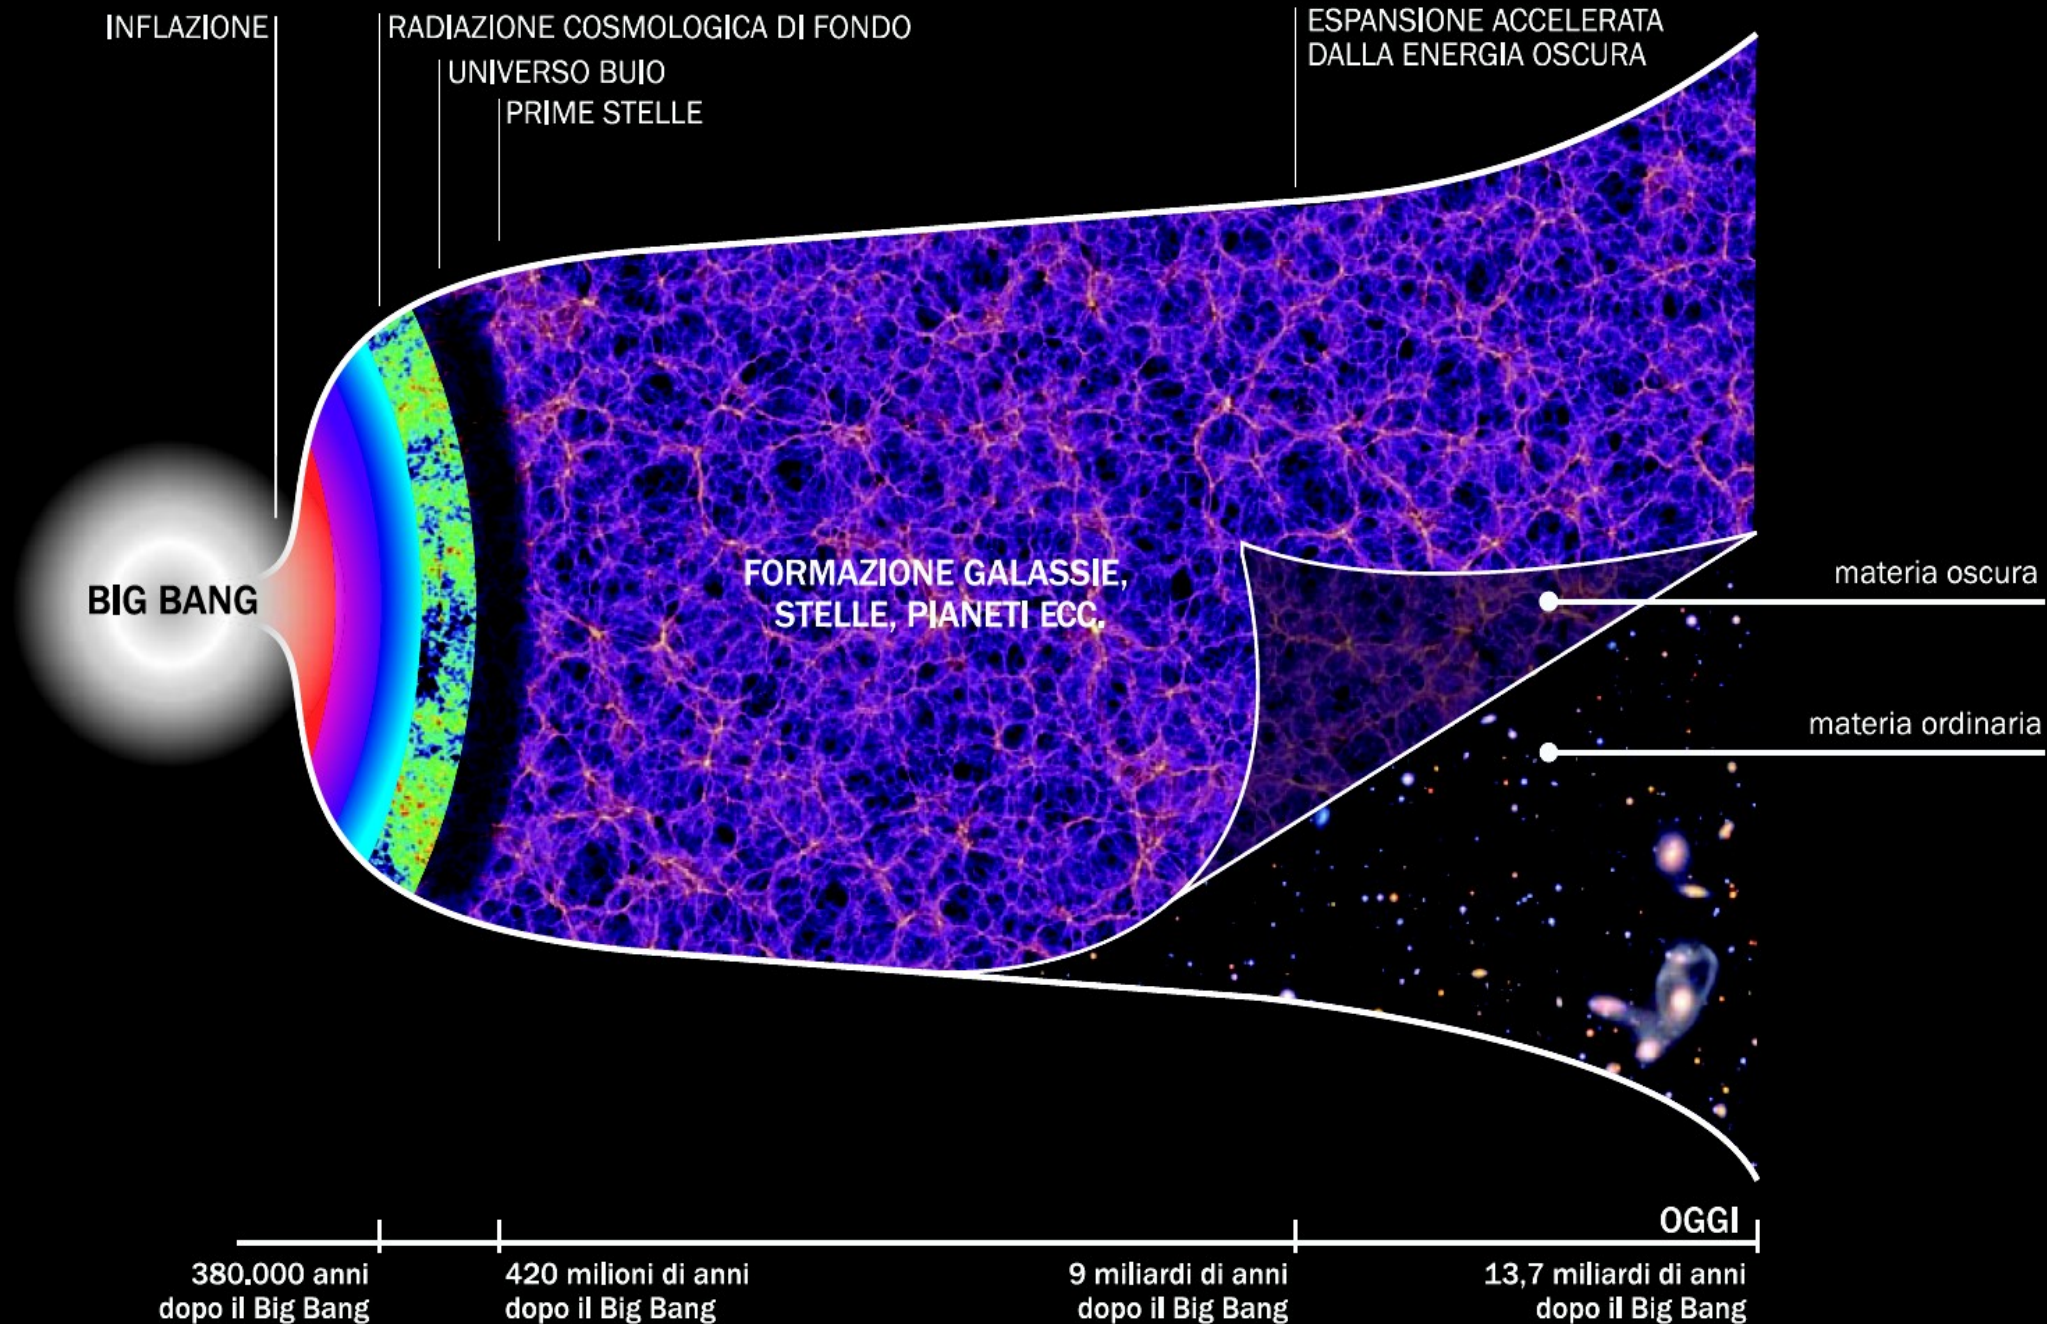 INFLAZIONE
RADIAZIONE COSMOLOGICA DI FONDO
UNIVERSO BUIO
PRIME STELLE
ESPANSIONE ACCELERATA
DALLA ENERGIA OSCURA
BIG BANG
FORMAZIONE GALASSIE,
STELLE, PIANETI ECC.
materia oscura
materia ordinaria
OGGI
380.000 anni
dopo il Big Bang
420 milioni di anni
dopo il Big Bang
9 miliardi di anni
dopo il Big Bang
13,7 miliardi di anni
dopo il Big Bang